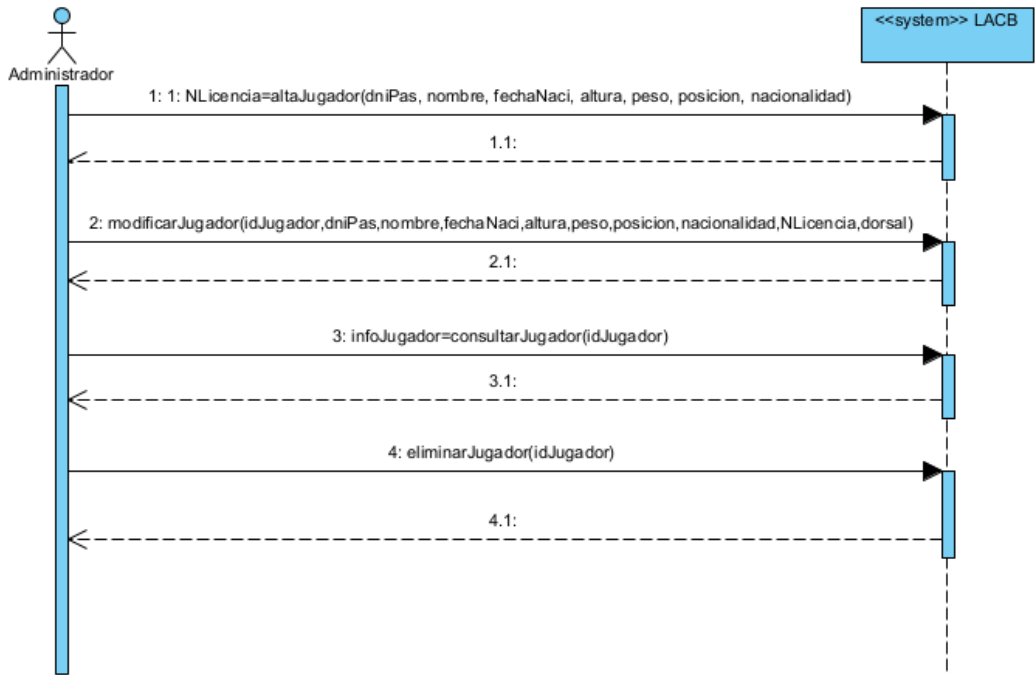 <<system>> LACB
Administrador
1: 1: NLicencia=altaJugador(dniPas, nombre, fechaNaci, altura, peso, posicion, nacionalidad)
1.1:
2: modificarJugador(idJugador,dniPas,nombre,fechaNaci,altura,peso,posicion,nacionalidad,NLicencia,dorsal)
2.1:
3: infoJugador=consultarJugador(idJugador)
3.1:
4: eliminarJugador(idJugador)
4.1: